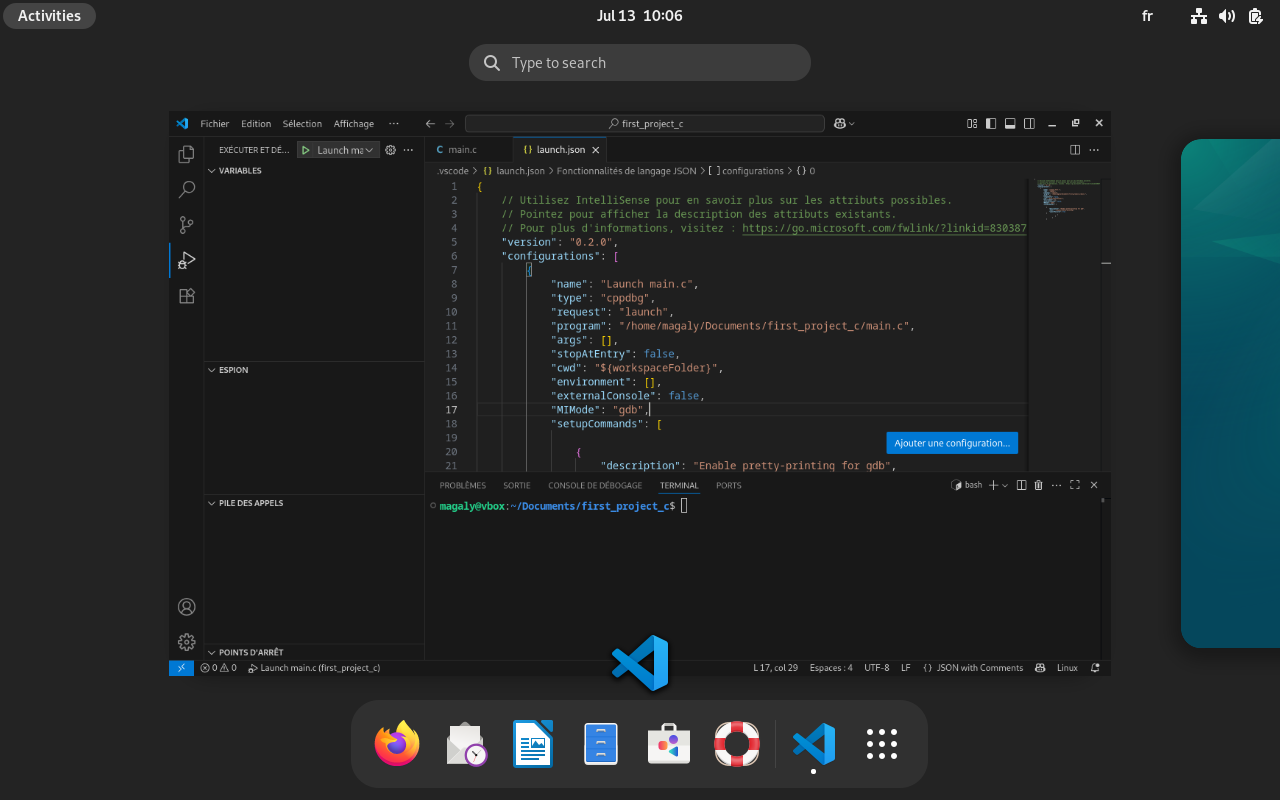 Activities
Jul 13 10:06
fr
Type to search
Fichier Edition Sélection Affichage ···
first_project_c
EXÉCUTER ET DÉ... Launch ma
main.c
launch.json
.vscode > launch.json > Fonctionnalités de langage JSON > [ ] configurations > { } 0
VARIABLES
1 {
2 // Utilisez IntelliSense pour en savoir plus sur les attributs possibles.
3 // Pointez pour afficher la description des attributs existants.
4 // Pour plus d'informations, visitez : https://go.microsoft.com/fwlink/?linkid=830387
5 "version": "0.2.0",
6 "configurations": [
7 {
8 "name": "Launch main.c",
9 "type": "cppdbg",
10 "request": "launch",
11 "program": "/home/magaly/Documents/first_project_c/main.c",
12 "args": [],
13 "stopAtEntry": false,
14 "cwd": "${workspaceFolder}",
15 "environment": [],
16 "externalConsole": false,
17 "MIMode": "gdb",
18 "setupCommands": [
19
20 {
21 "description": "Enable pretty-printing for gdb",
Ajouter une configuration...
ESPION
PILE DES APPELS
POINTS D'ARRÊT
PROBLÈMES SORTIE CONSOLE DE DÉBOGAGE TERMINAL PORTS
bash
magaly@vbox:~/Documents/first_project_c$
0 0 Launch main.c (first_project_c)
L 17, col 29 Espaces : 4 UTF-8 LF { } JSON with Comments Linux